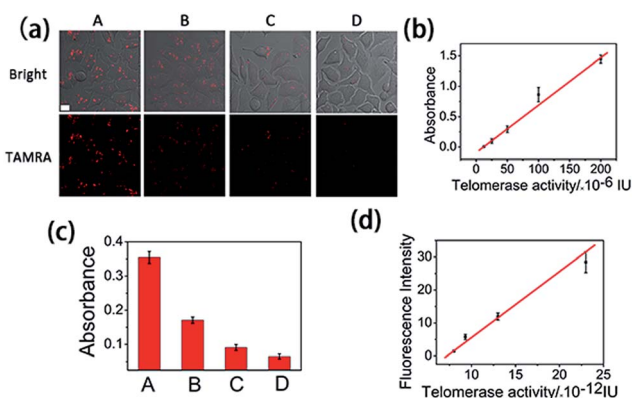 (a)
A B C D
Bright
TAMRA
(b)
Absorbance
1.5
1.0
0.5
0.0
0 50 100 150 200
Telomerase activity/.10-6 IU
(c)
Absorbance
0.4
0.3
0.2
0.1
A B C D
(d)
Fluorescence Intensity
30
20
10
0
10 15 20 25
Telomerase activity/.10-12IU